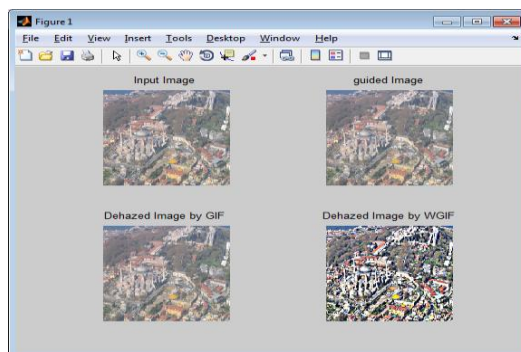 Figure 1
File Edit View Insert Tools Desktop Window Help
Input Image
guided Image
Dehazed Image by GIF
Dehazed Image by WGIF